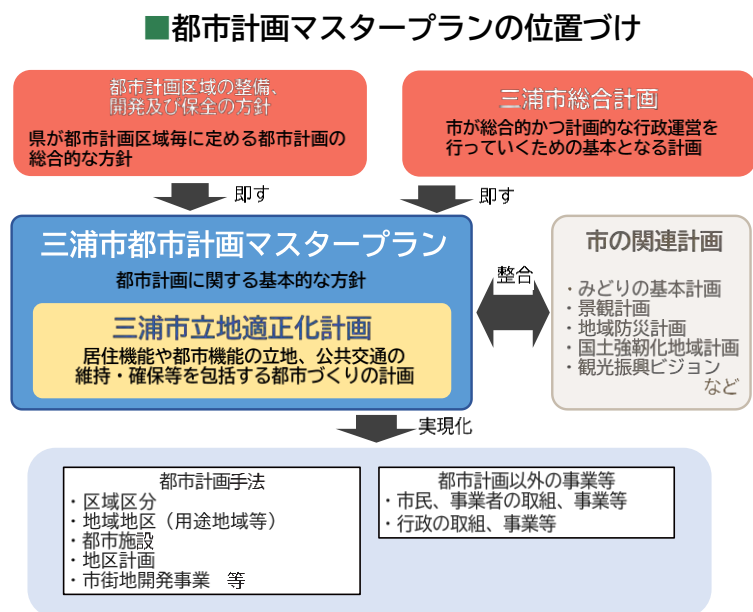 ■都市計画マスタープランの位置づけ
都市計画区域の整備、
開発及び保全の方針
県が都市計画区域毎に定める都市計画の
総合的な方針
三浦市総合計画
市が総合的かつ計画的な行政運営を
行っていくための基本となる計画
即す
即す
三浦市都市計画マスタープラン
都市計画に関する基本的な方針
三浦市立地適正化計画
居住機能や都市機能の立地、公共交通の
維持・確保等を包括する都市づくりの計画
整合
市の関連計画
・みどりの基本計画
・景観計画
・地域防災計画
・国土強靭化地域計画
・観光振興ビジョン
など
実現化
都市計画手法
・区域区分
・地域地区（用途地域等）
・都市施設
・地区計画
・市街地開発事業　等
都市計画以外の事業等
・市民、事業者の取組、事業等
・行政の取組、事業等